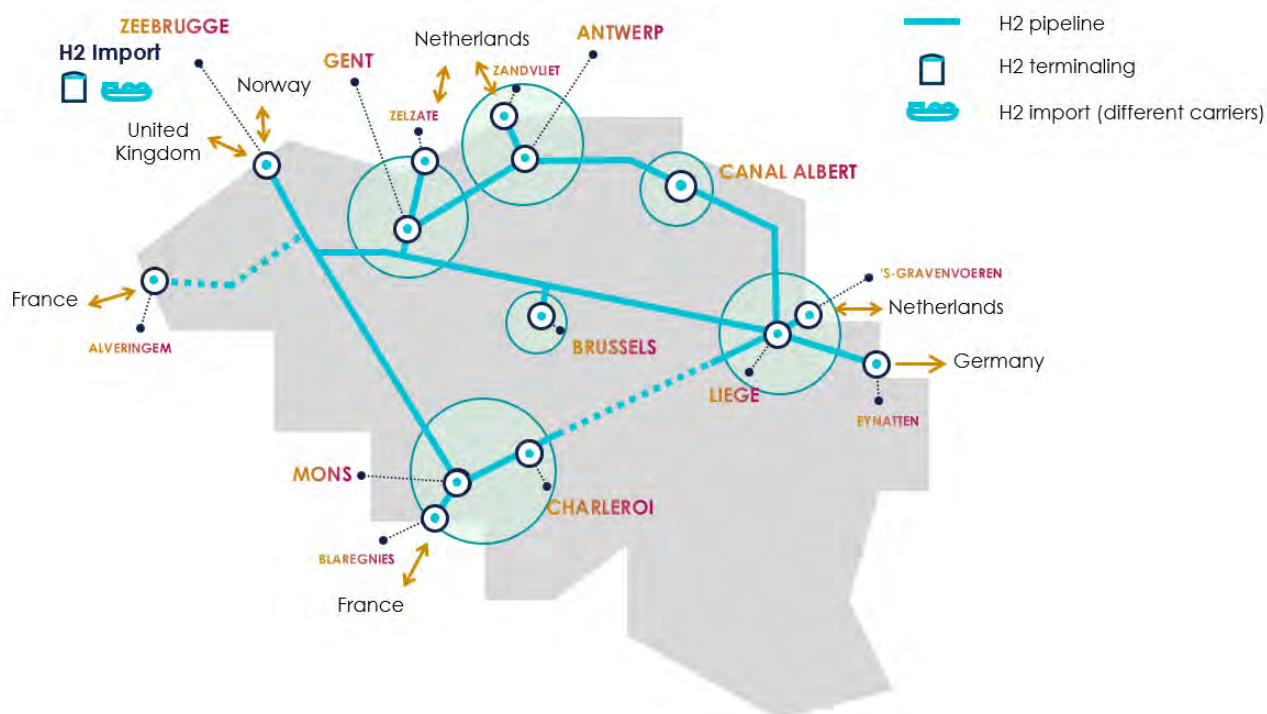 ZEEBRUGGE
H2 Import
Norway
United
Kingdom
GENT
Netherlands
ZELZATE
ZANDVLIET
ANTWERP
H2 pipeline
H2 terminaling
H2 import (different carriers)
CANAL ALBERT
'S-GRAVENVOEREN
Netherlands
France
ALVERINGEM
BRUSSELS
LIEGE
Germany
EYNATTEN
MONS
CHARLEROI
BLAREGNIES
France